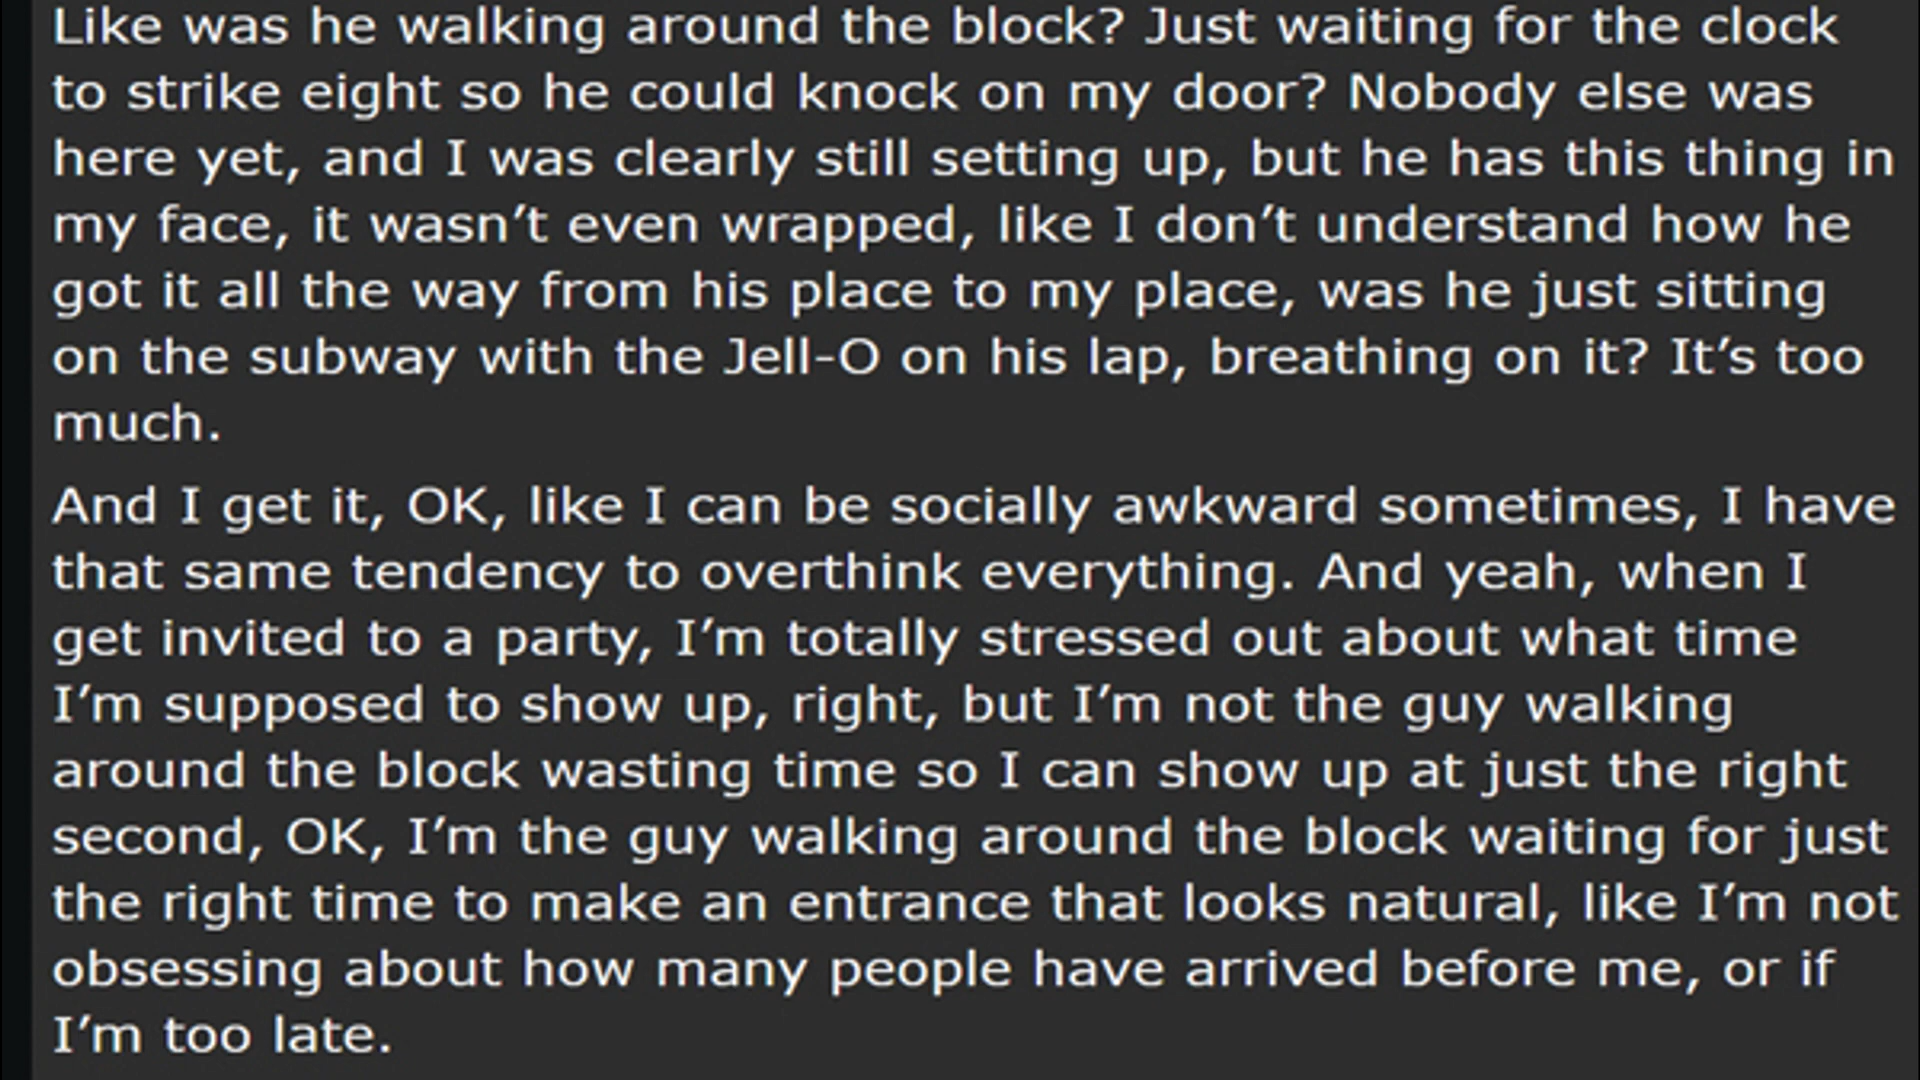 Like was he walking around the block? Just waiting for the clock
to strike eight so he could knock on my door? Nobody else was
here yet, and I was clearly still setting up, but he has this thing in
my face, it wasn’t even wrapped, like I don’t understand how he
got it all the way from his place to my place, was he just sitting
on the subway with the Jell-O on his lap, breathing on it? It’s too
much.
And I get it, OK, like I can be socially awkward sometimes, I have
that same tendency to overthink everything. And yeah, when I
get invited to a party, I’m totally stressed out about what time
I’m supposed to show up, right, but I’m not the guy walking
around the block wasting time so I can show up at just the right
second, OK, I’m the guy walking around the block waiting for just
the right time to make an entrance that looks natural, like I’m not
obsessing about how many people have arrived before me, or if
I’m too late.